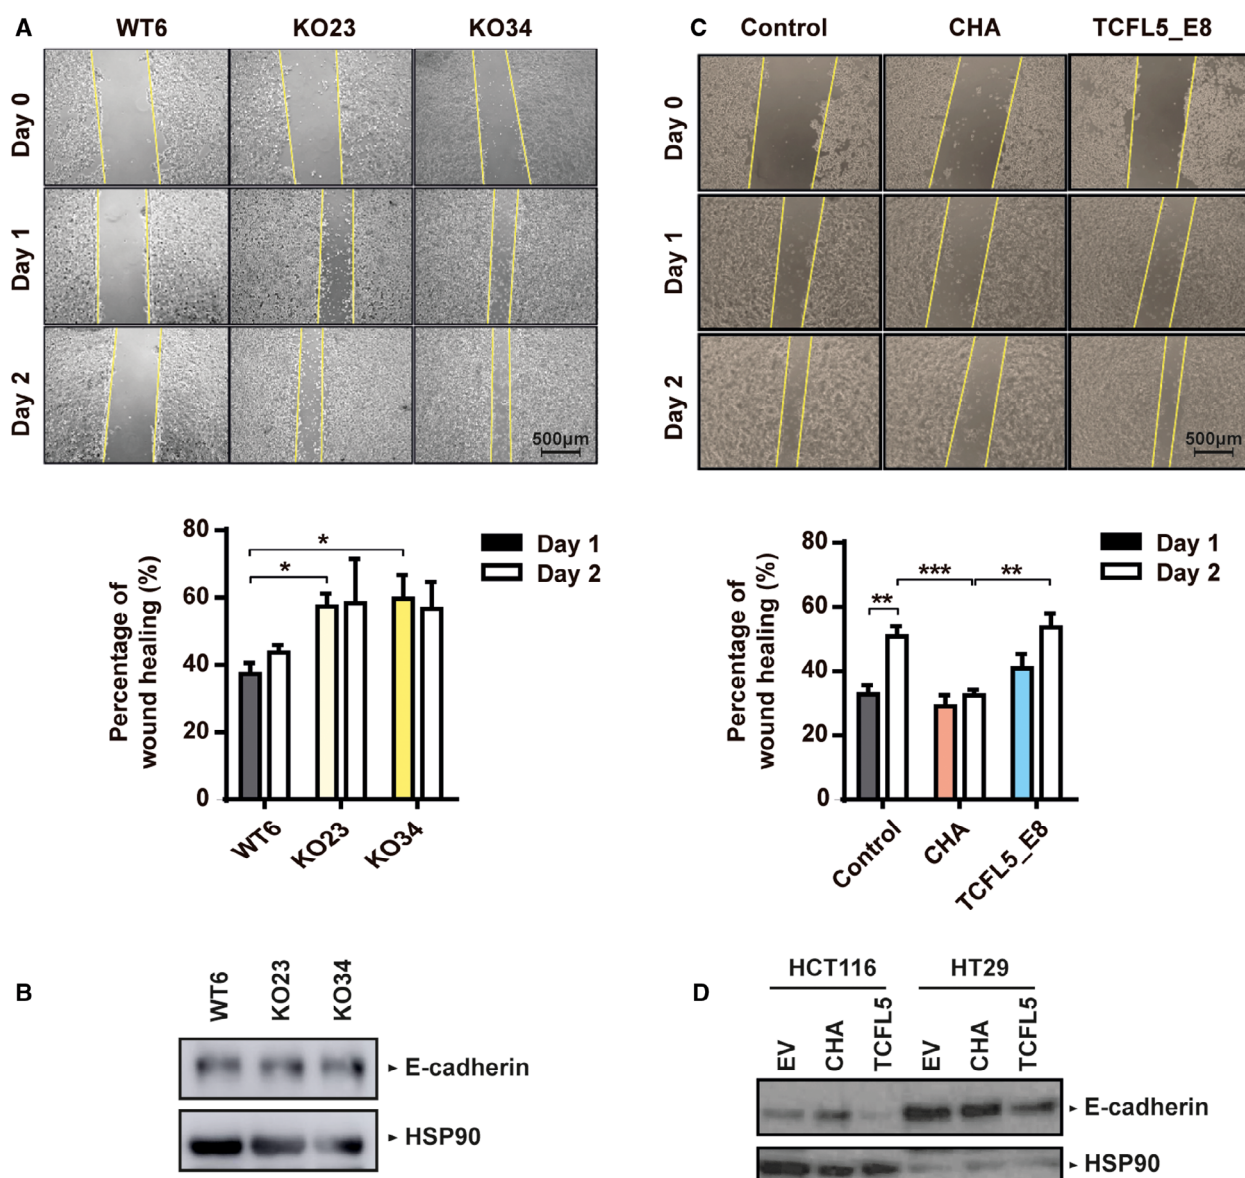 A
WT6 KO23 KO34
Day 0
Day 1
Day 2
500µm
Percentage of
wound healing (%)
80
60
40
20
0
* *
Day 1
Day 2
WT6 KO23 KO34
B
WT6 KO23 KO34
E-cadherin
HSP90
C
Control CHA TCFL5_E8
Day 0
Day 1
Day 2
500µm
Percentage of
wound healing (%)
80
60
40
20
0
** *** **
Day 1
Day 2
Control CHA TCFL5_E8
D
HCT116 HT29
EV CHA TCFL5 EV CHA TCFL5
E-cadherin
HSP90